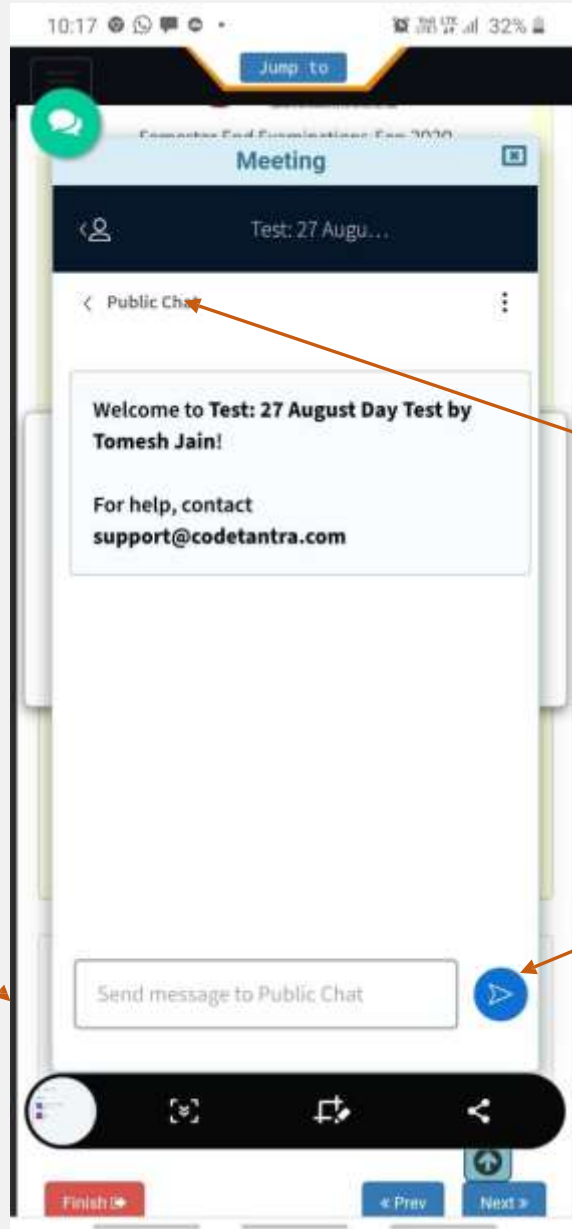 10:17
32%
Jump to
Semester End Examinations-Sep 2020
Meeting
Test: 27 Augu...
Public Chat
Welcome to Test: 27 August Day Test by
Tomesh Jain!
For help, contact
support@codetantra.com
Send message to Public Chat
Finish
« Prev
Next »